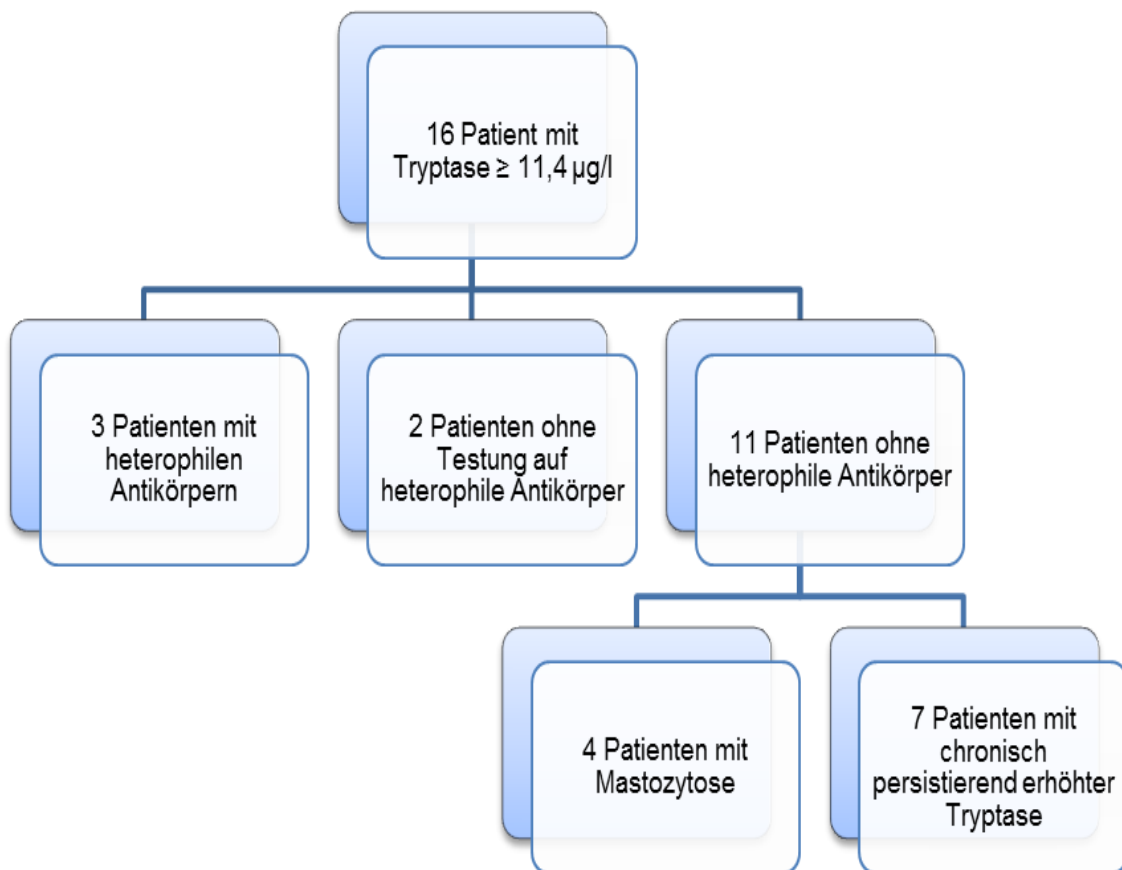 16 Patient mit
Tryptase ≥ 11,4 µg/l
3 Patienten mit
heterophilen
Antikörpern
2 Patienten ohne
Testung auf
heterophile Antikörper
11 Patienten ohne
heterophile Antikörper
4 Patienten mit
Mastozytose
7 Patienten mit
chronisch
persistierend erhöhter
Tryptase